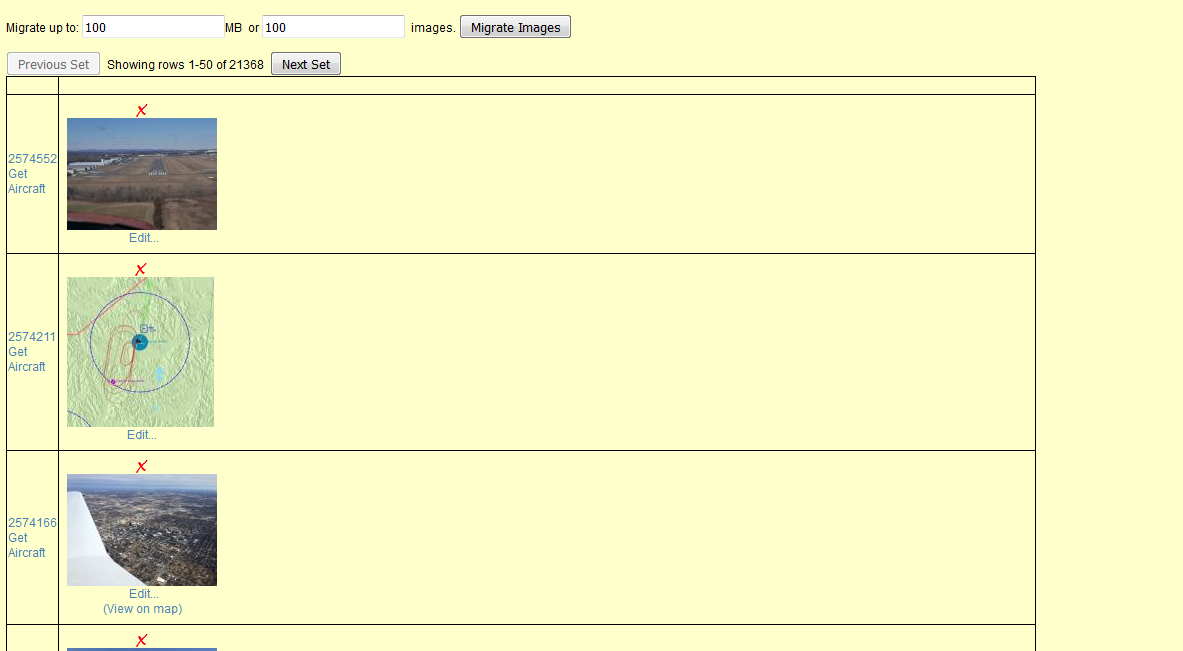 Migrate up to: 100 MB or 100 images. Migrate Images
Previous Set Showing rows 1-50 of 21368 Next Set
2574552
Get
Aircraft
Edit...
2574211
Get
Aircraft
Edit...
2574166
Get
Aircraft
Edit...
(View on map)